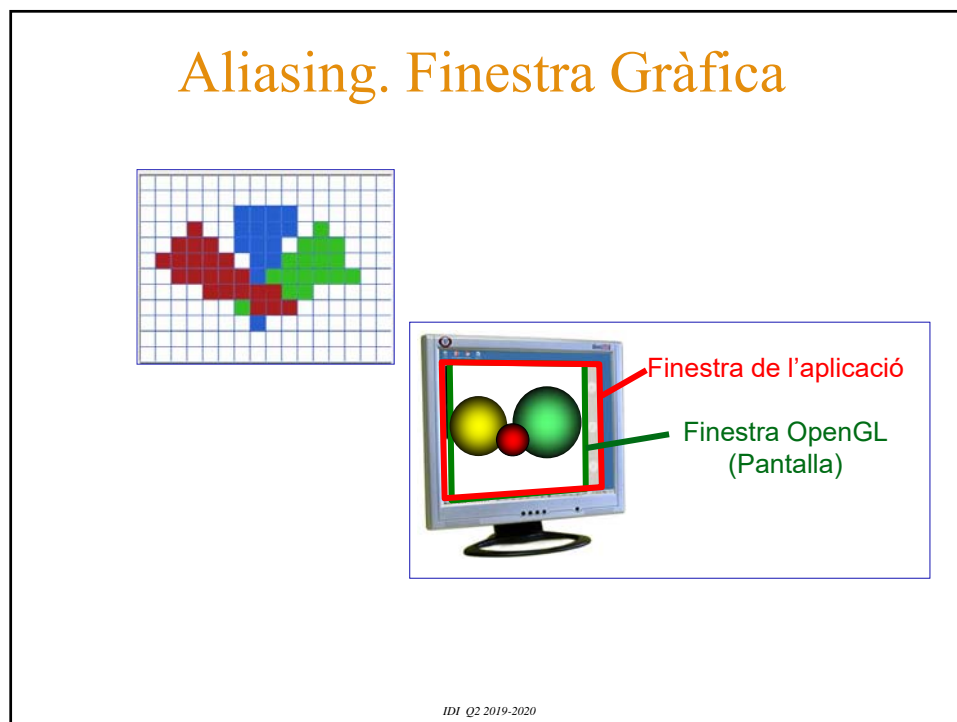 Aliasing. Finestra Gràfica
Finestra de l'aplicació
Finestra OpenGL
(Pantalla)
IDI Q2 2019-2020